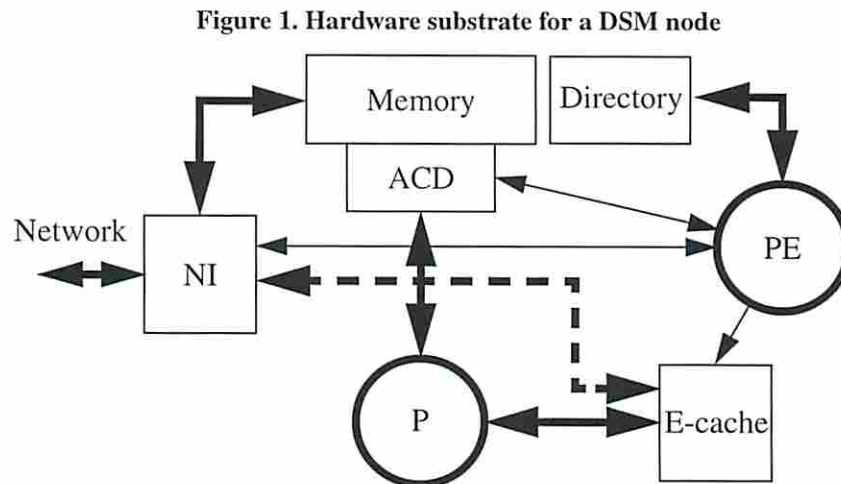 Figure 1. Hardware substrate for a DSM node
Memory
Directory
ACD
Network
NI
PE
P
E-cache